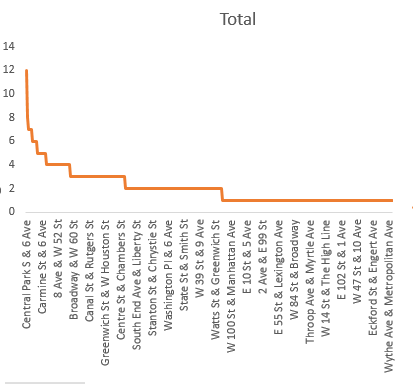 Total
14
12
10
8
6
4
2
0
Central Park S & 6 Ave
Carmine St & 6 Ave
8 Ave & W 52 St
Broadway & W 60 St
Canal St & Rutgers St
Greenwich St & W Houston St
Centre St & Chambers St
South End Ave & Liberty St
Stanton St & Chrystie St
Washington Pl & 6 Ave
State St & Smith St
W 39 St & 9 Ave
Watts St & Greenwich St
W 100 St & Manhattan Ave
E 10 St & 5 Ave
2 Ave & E 99 St
E 55 St & Lexington Ave
W 84 St & Broadway
Throop Ave & Myrtle Ave
W 14 St & The High Line
E 102 St & 1 Ave
W 47 St & 10 Ave
Eckford St & Engert Ave
Wythe Ave & Metropolitan Ave